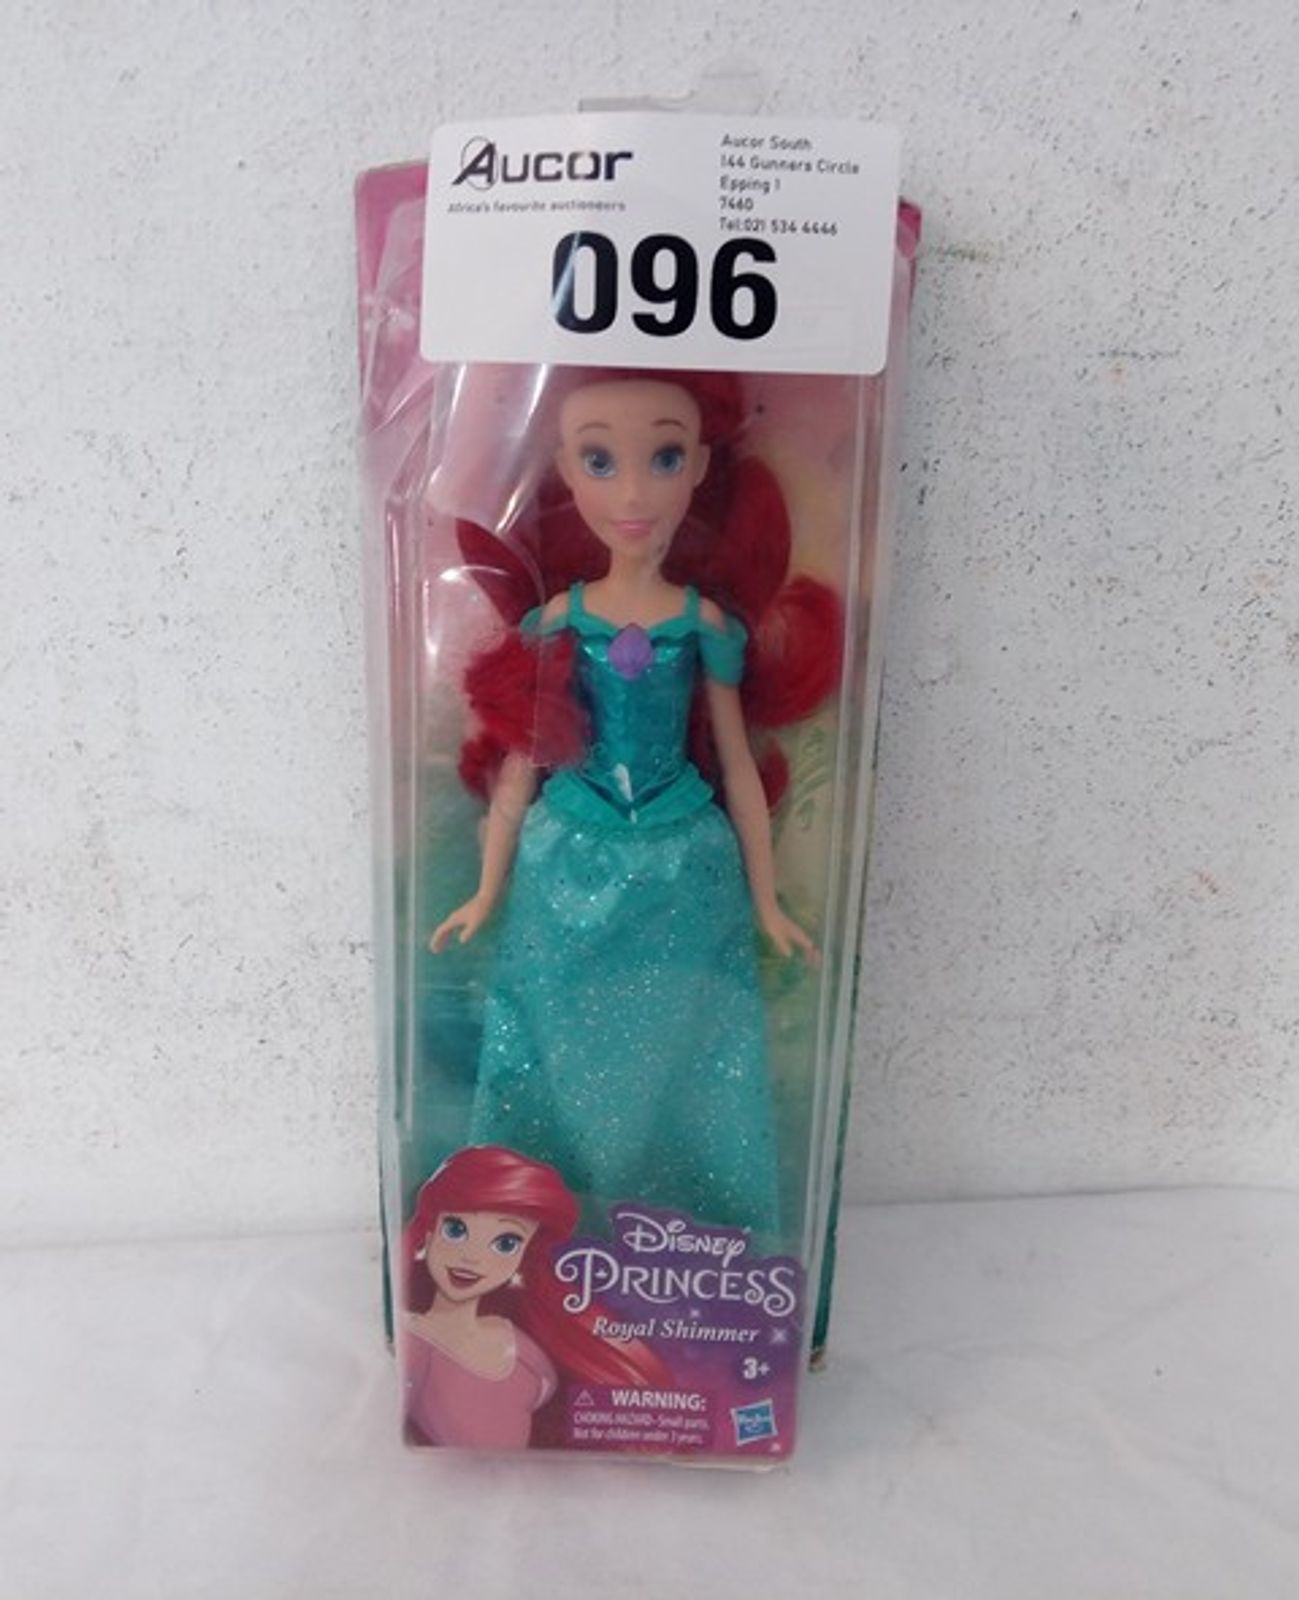 Aucor
Africa's favourite auctioneers
Aucor South
144 Gunners Circle
Epping 1
7460
Tel:021 534 4446
096
Disney
Princess
Royal Shimmer
3+
WARNING:
CHOKING HAZARD - Small parts.
Not for children under 3 years.
Hasbro